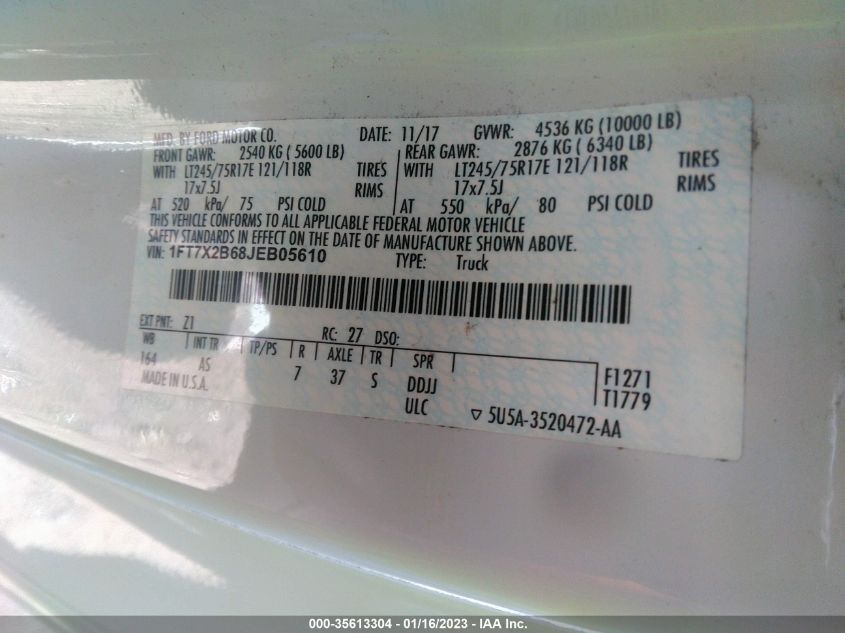 MFD. BY FORD MOTOR CO. DATE: 11/17 GVWR: 4536 KG (10000 LB)
FRONT GAWR: 2540 KG ( 5600 LB) REAR GAWR: 2876 KG ( 6340 LB)
WITH LT245/75R17E 121/118R TIRES WITH LT245/75R17E 121/118R TIRES
17x7.5J RIMS 17x7.5J RIMS
AT 520 kPa/ 75 PSI COLD AT 550 kPa/ 80 PSI COLD
THIS VEHICLE CONFORMS TO ALL APPLICABLE FEDERAL MOTOR VEHICLE
SAFETY STANDARDS IN EFFECT ON THE DATE OF MANUFACTURE SHOWN ABOVE.
VIN: 1FT7X2B68JEB05610 TYPE: Truck
EXT PNT: Z1 RC: 27 DSO:
WB INT TR TP/PS R AXLE TR SPR
164 AS 7 37 S DDJJ F1271
MADE IN U.S.A. ULC T1779
5U5A-3520472-AA
000-35613304 - 01/16/2023 - IAA Inc.